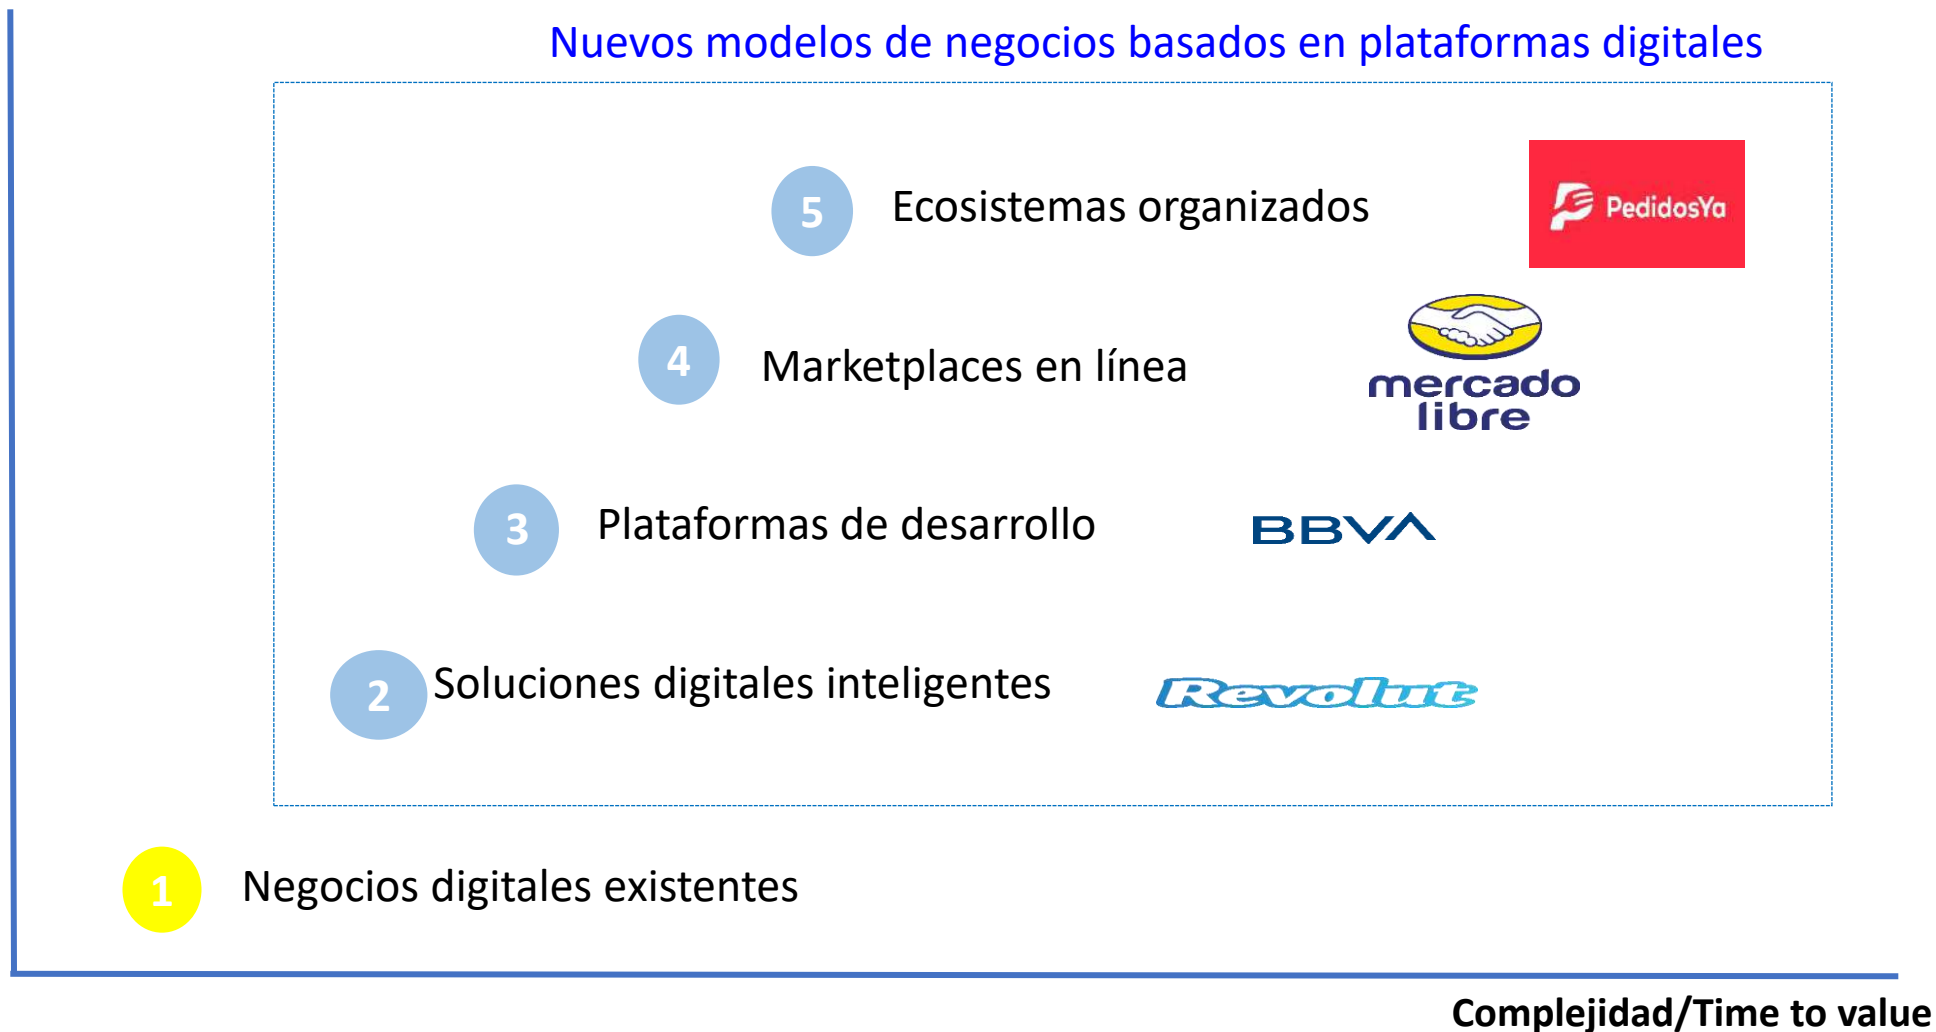 Nuevos modelos de negocios basados en plataformas digitales
5
Ecosistemas organizados
PedidosYa
4
Marketplaces en línea
mercado
libre
3
Plataformas de desarrollo
BBVA
2
Soluciones digitales inteligentes
Revolut
1
Negocios digitales existentes
Complejidad/Time to value